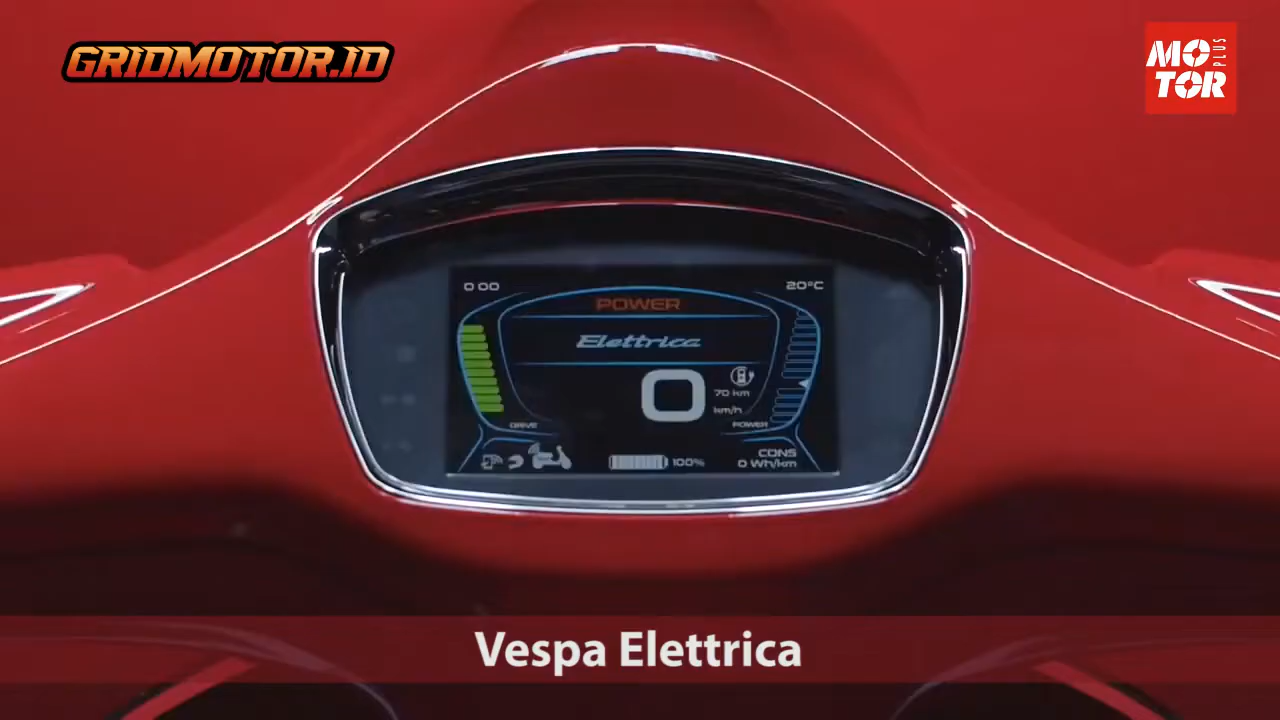 GRIDMOTOR.ID
MO
TOR
PLUS
0 00
20°C
POWER
Elettrica
0
70 km
km/h
DRIVE
POWER
100%
CONS
0 Wh/km
Vespa Elettrica